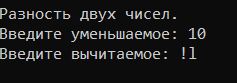 Разность двух чисел.
Введите уменьшаемое: 10
Введите вычитаемое: !l